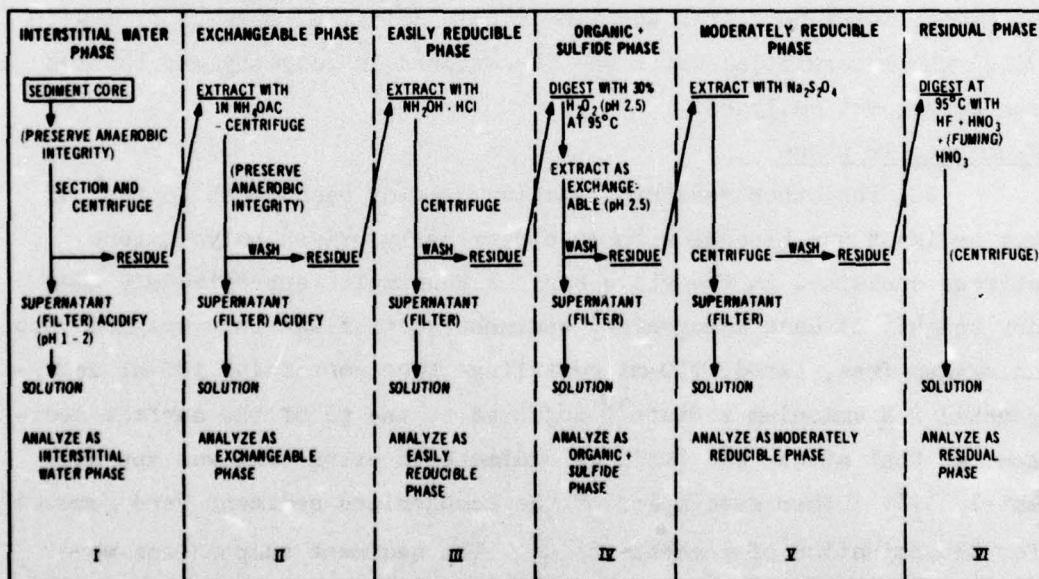 INTERSTITIAL WATER
PHASE
SEDIMENT CORE
(PRESERVE ANAEROBIC
INTEGRITY)
SECTION AND
CENTRIFUGE
RESIDUE
SUPERNATANT
(FILTER) ACIDIFY
(pH 1 - 2)
SOLUTION
ANALYZE AS
INTERSTITIAL
WATER PHASE
I
EXCHANGEABLE PHASE
EXTRACT WITH
1N NH4OAC
- CENTRIFUGE
(PRESERVE
ANAEROBIC
INTEGRITY)
WASH
RESIDUE
SUPERNATANT
(FILTER) ACIDIFY
SOLUTION
ANALYZE AS
EXCHANGEABLE
PHASE
II
EASILY REDUCIBLE
PHASE
EXTRACT WITH
NH2OH · HCl
CENTRIFUGE
WASH
RESIDUE
SUPERNATANT
(FILTER)
SOLUTION
ANALYZE AS
EASILY
REDUCIBLE
PHASE
III
ORGANIC +
SULFIDE PHASE
DIGEST WITH 30%
H2O2 (pH 2.5)
AT 95°C
EXTRACT AS
EXCHANGE-
ABLE (pH 2.5)
WASH
RESIDUE
SUPERNATANT
(FILTER)
SOLUTION
ANALYZE AS
ORGANIC +
SULFIDE
PHASE
IV
MODERATELY REDUCIBLE
PHASE
EXTRACT WITH Na2S2O4
CENTRIFUGE
WASH
RESIDUE
SUPERNATANT
(FILTER)
SOLUTION
ANALYZE AS MODERATELY
REDUCIBLE PHASE
V
RESIDUAL PHASE
DIGEST AT
95°C WITH
HF + HNO3
+ (FUMING)
HNO3
(CENTRIFUGE)
SOLUTION
ANALYZE AS
RESIDUAL
PHASE
VI